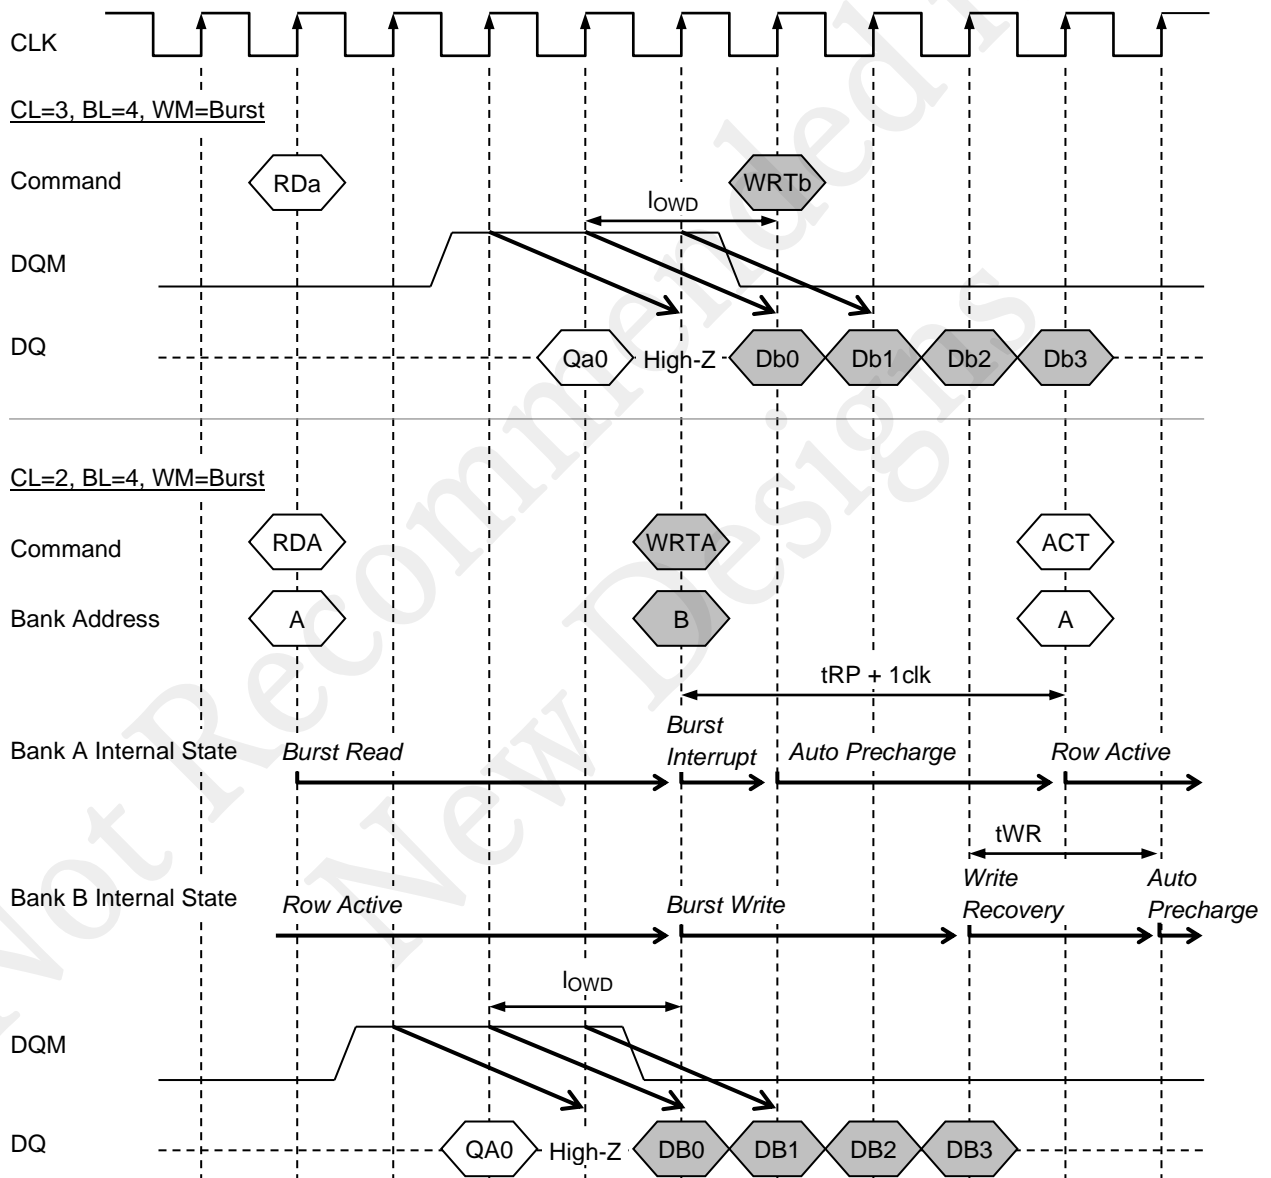 CLK
CL=3, BL=4, WM=Burst
Command RDa WRTb
IOWD
DQM
DQ Qa0 High-Z Db0 Db1 Db2 Db3
CL=2, BL=4, WM=Burst
Command RDA WRTA ACT
Bank Address A B A
tRP + 1clk
Bank A Internal State Burst Read Burst Interrupt Auto Precharge Row Active
tWR
Bank B Internal State Row Active Burst Write Write Recovery Auto Precharge
IOWD
DQM
DQ QA0 High-Z DB0 DB1 DB2 DB3
Not Recommended f
New Designs